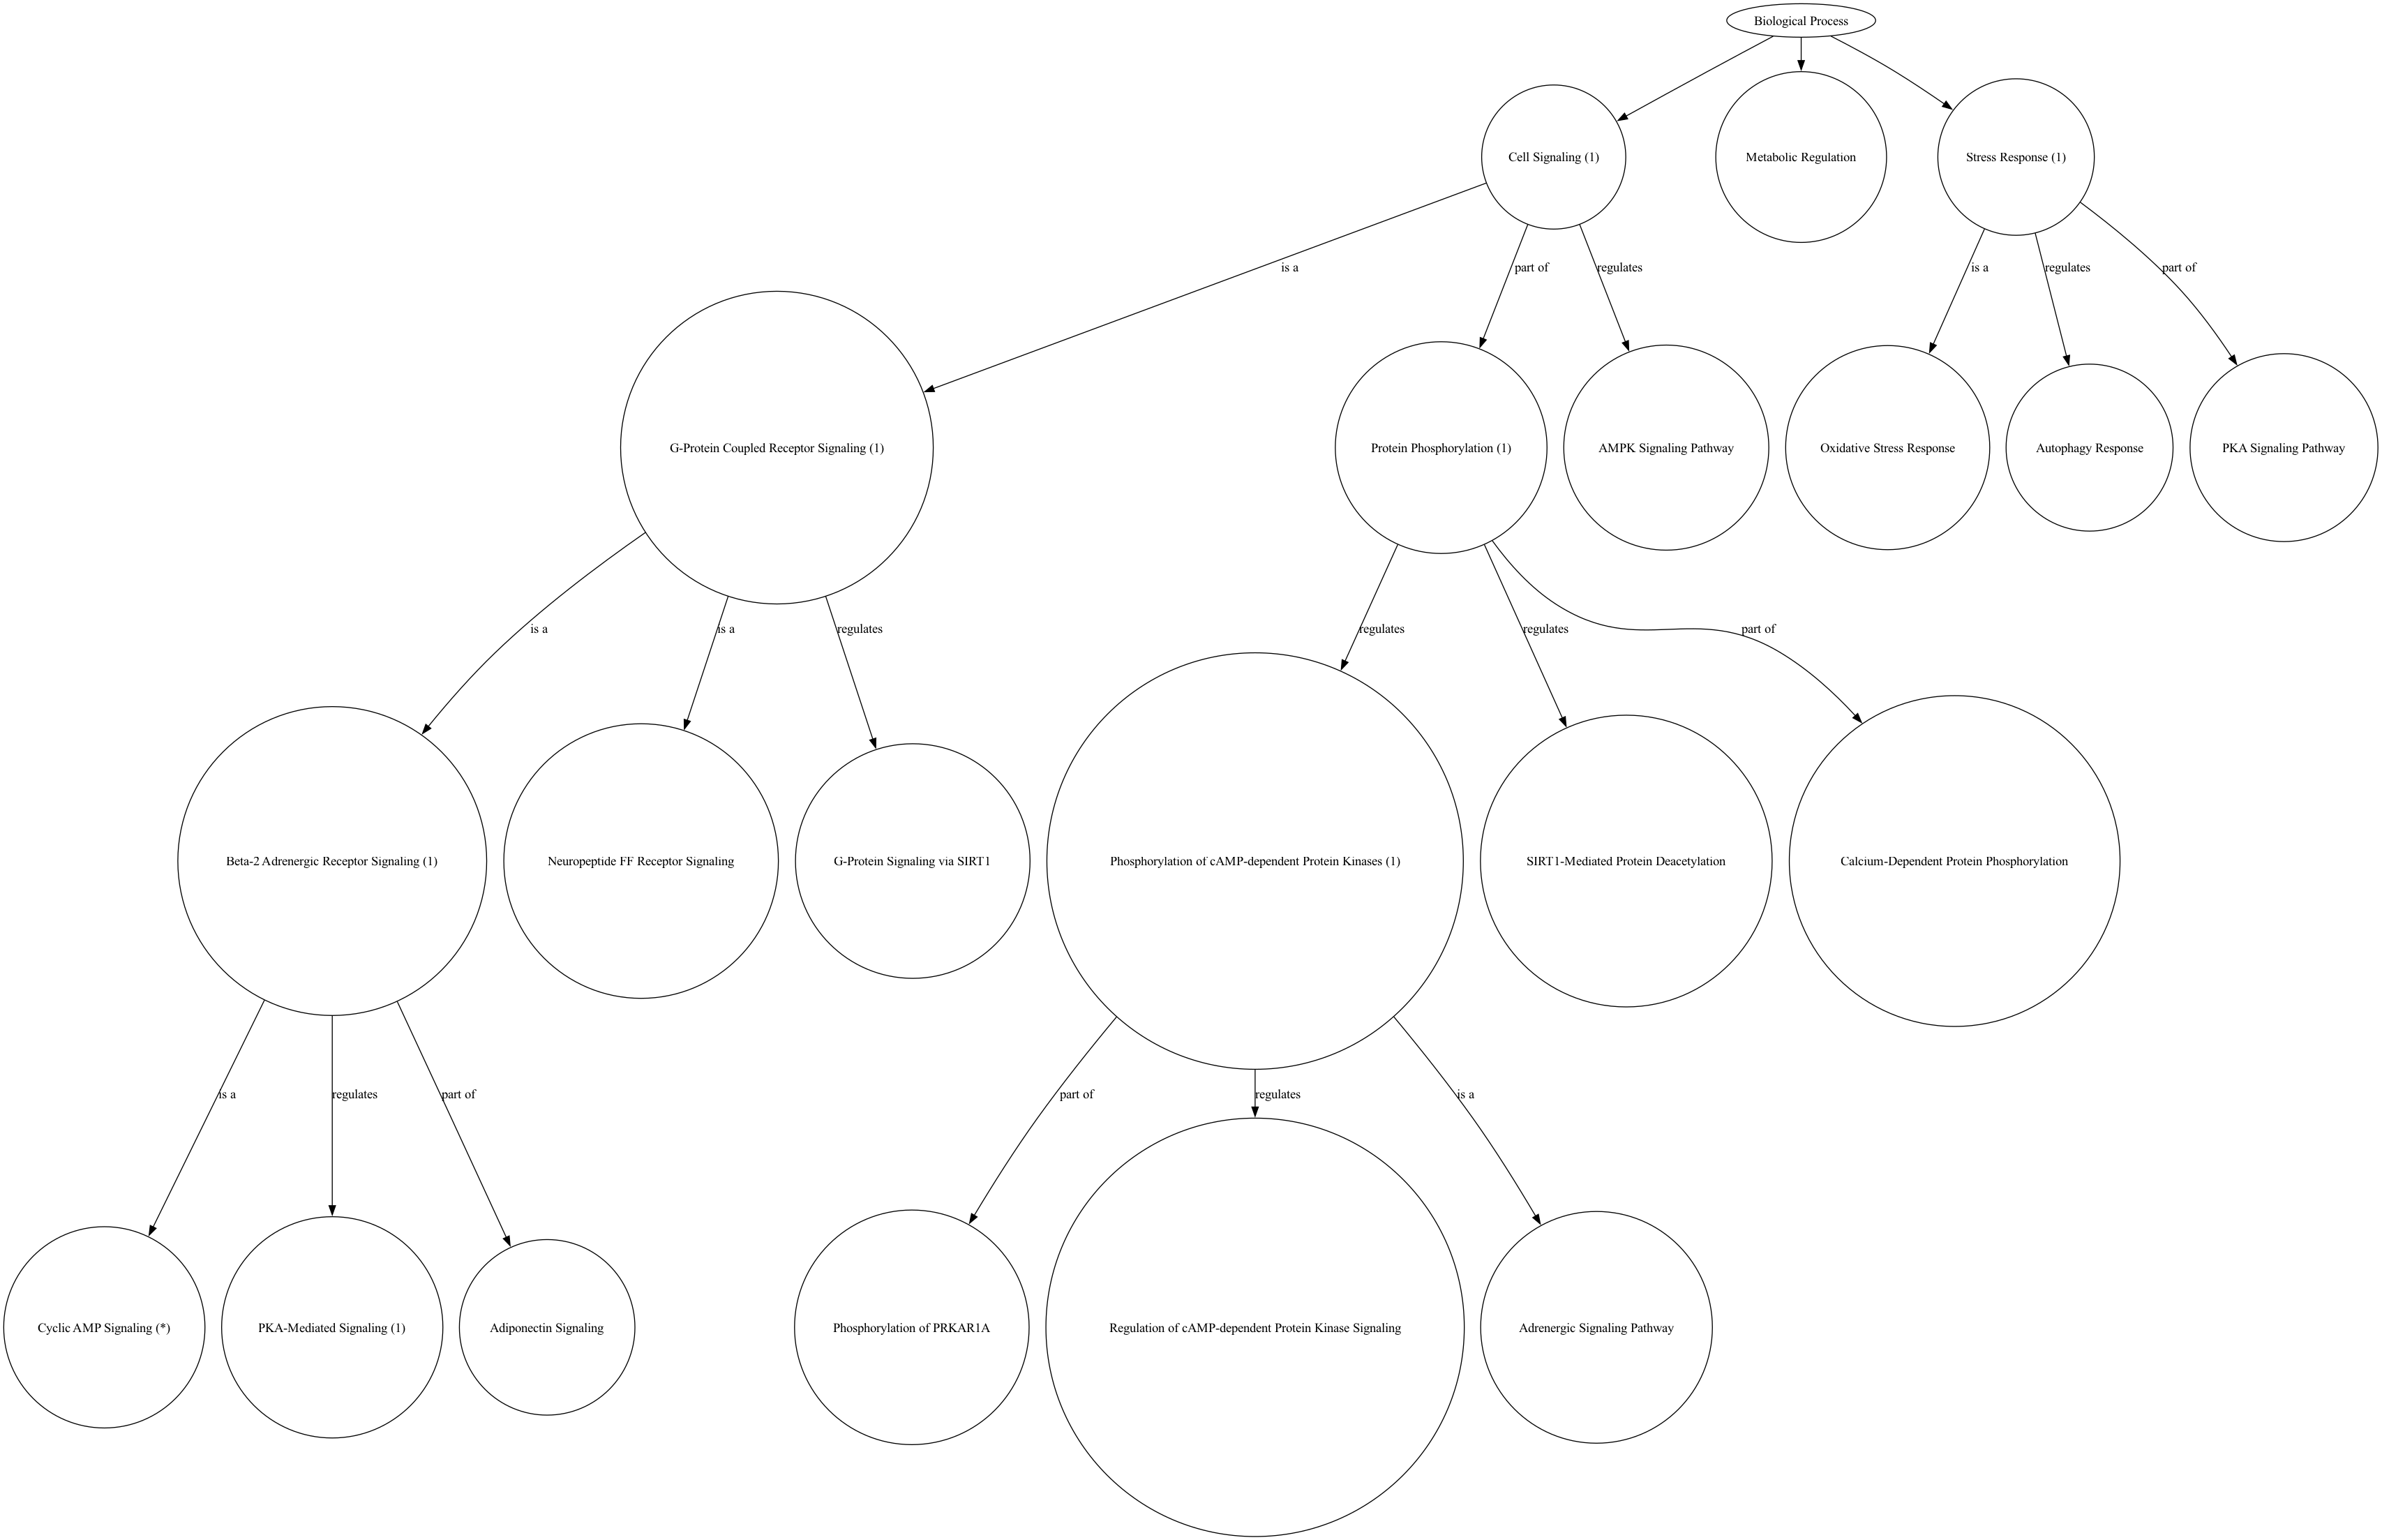 Biological Process
Cell Signaling (1)
Metabolic Regulation
Stress Response (1)
is a
part of
regulates
is a
regulates
part of
G-Protein Coupled Receptor Signaling (1)
Protein Phosphorylation (1)
AMPK Signaling Pathway
Oxidative Stress Response
Autophagy Response
PKA Signaling Pathway
is a
is a
regulates
regulates
regulates
part of
Beta-2 Adrenergic Receptor Signaling (1)
Neuropeptide FF Receptor Signaling
G-Protein Signaling via SIRT1
Phosphorylation of cAMP-dependent Protein Kinases (1)
SIRT1-Mediated Protein Deacetylation
Calcium-Dependent Protein Phosphorylation
is a
regulates
part of
part of
regulates
is a
Cyclic AMP Signaling (*)
PKA-Mediated Signaling (1)
Adiponectin Signaling
Phosphorylation of PRKAR1A
Regulation of cAMP-dependent Protein Kinase Signaling
Adrenergic Signaling Pathway